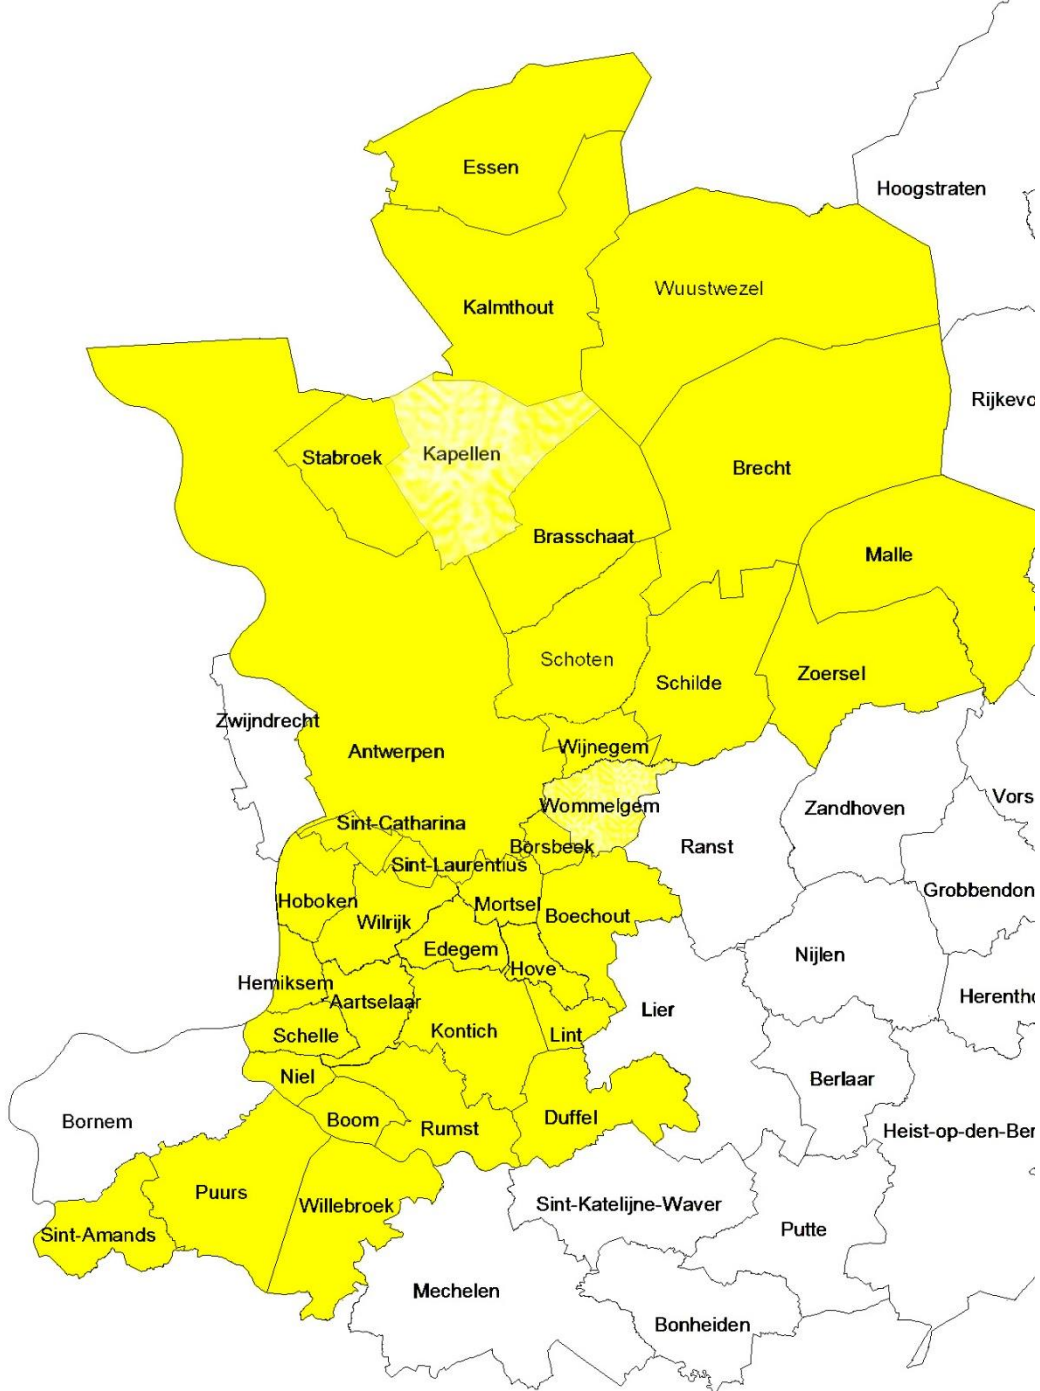 Essen
Hoogstraten
Wuustwezel
Kalmthout
Rijkevo
Kapellen
Stabroek
Brecht
Brasschaat
Malle
Schoten
Zoersel
Schilde
Zwijndrecht
Antwerpen
Wijnegem
Vors
Wommelgem
Zandhoven
Sint-Catharina
Borsbeek
Ranst
Sint-Laurentius
Grobbendon
Hoboken
Mortsel
Boechout
Wilrijk
Edegem
Nijlen
Hove
Hemiksem
Herentho
Aartselaar
Lier
Kontich
Schelle
Lint
Niel
Berlaar
Boom
Bornem
Duffel
Rumst
Heist-op-den-Ber
Puurs
Willebroek
Sint-Katelijne-Waver
Putte
Sint-Amands
Mechelen
Bonheiden